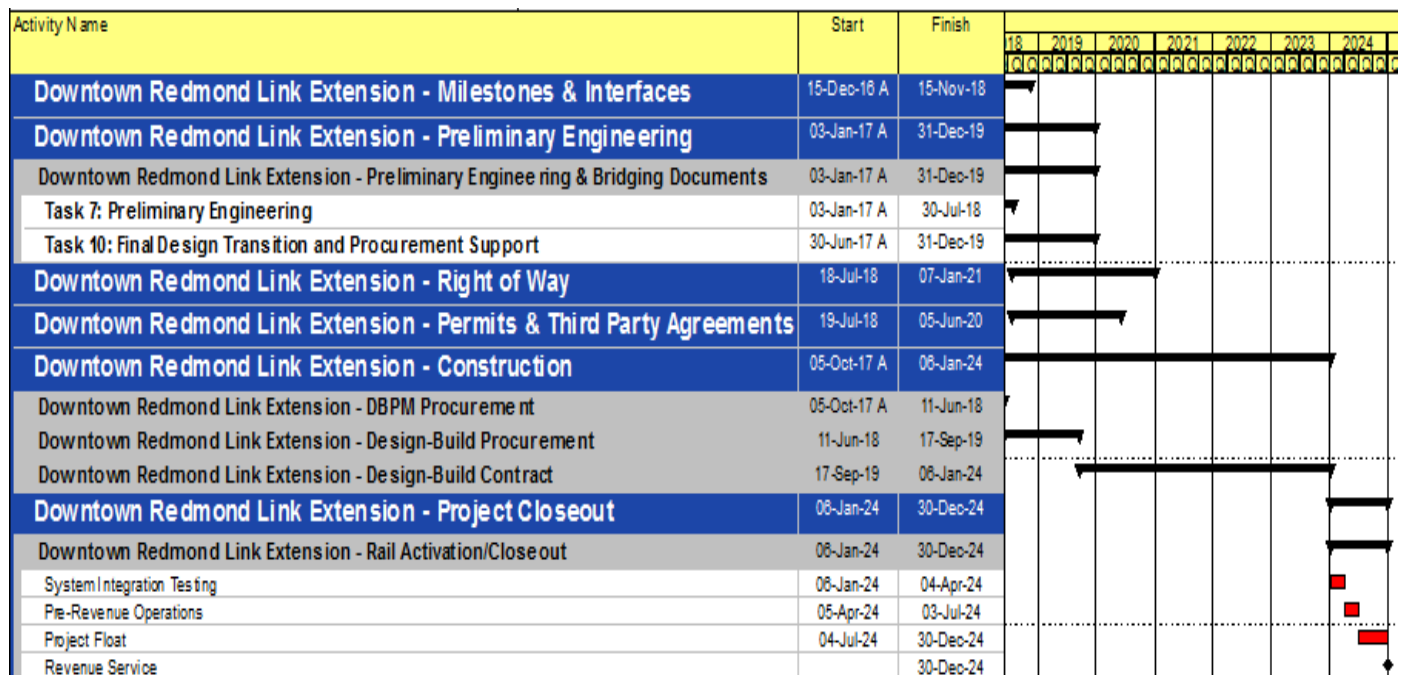 Activity Name Start Finish
18 2019 2020 2021 2022 2023 2024
Q Q Q Q Q Q Q Q Q Q Q Q Q Q Q Q Q Q Q Q Q Q Q Q Q Q Q
Downtown Redmond Link Extension - Milestones & Interfaces 15-Dec-16 A 15-Nov-18
Downtown Redmond Link Extension - Preliminary Engineering 03-Jan-17 A 31-Dec-19
Downtown Redmond Link Extension - Preliminary Engineering & Bridging Documents 03-Jan-17 A 31-Dec-19
Task 7: Preliminary Engineering 03-Jan-17 A 30-Jul-18
Task 10: Final Design Transition and Procurement Support 30-Jun-17 A 31-Dec-19
Downtown Redmond Link Extension - Right of Way 18-Jul-18 07-Jan-21
Downtown Redmond Link Extension - Permits & Third Party Agreements 19-Jul-18 05-Jun-20
Downtown Redmond Link Extension - Construction 05-Oct-17 A 06-Jan-24
Downtown Redmond Link Extension - DBPM Procurement 05-Oct-17 A 11-Jun-18
Downtown Redmond Link Extension - Design-Build Procurement 11-Jun-18 17-Sep-19
Downtown Redmond Link Extension - Design-Build Contract 17-Sep-19 06-Jan-24
Downtown Redmond Link Extension - Project Closeout 06-Jan-24 30-Dec-24
Downtown Redmond Link Extension - Rail Activation/Closeout 06-Jan-24 30-Dec-24
System Integration Testing 06-Jan-24 04-Apr-24
Pre-Revenue Operations 05-Apr-24 03-Jul-24
Project Float 04-Jul-24 30-Dec-24
Revenue Service 30-Dec-24